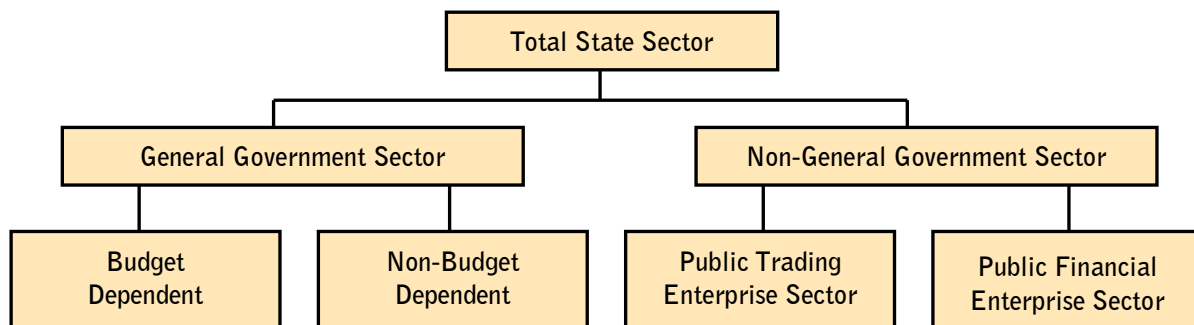 Total State Sector
General Government Sector
Non-General Government Sector
Budget
Dependent
Non-Budget
Dependent
Public Trading
Enterprise Sector
Public Financial
Enterprise Sector